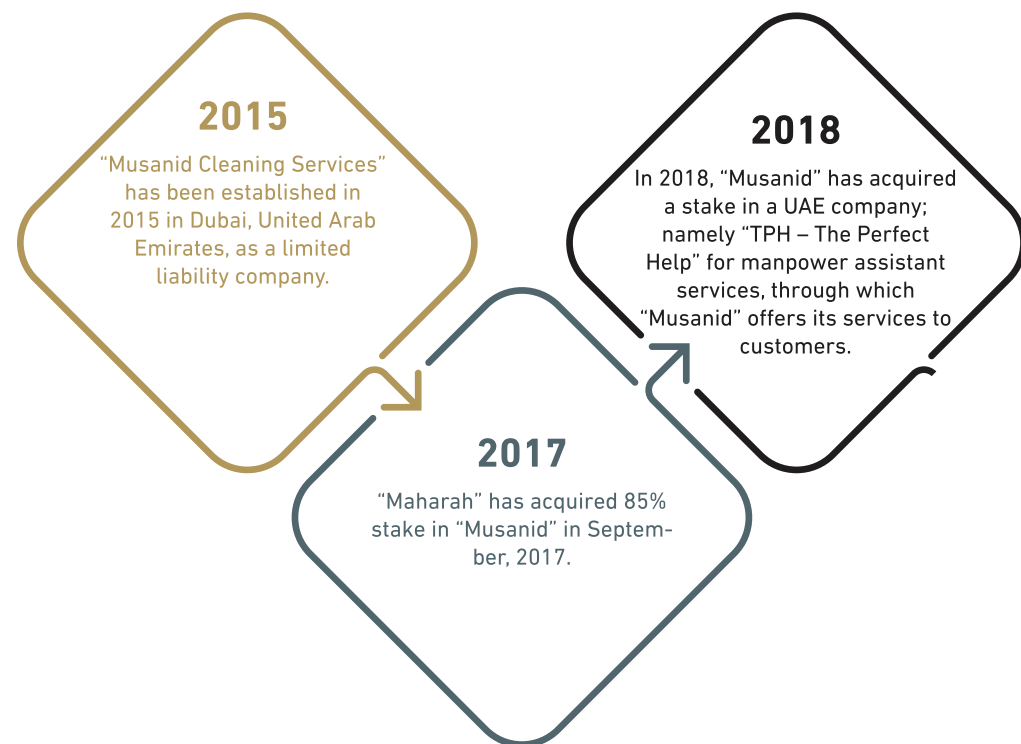 2015
“Musanid Cleaning Services”
has been established in
2015 in Dubai, United Arab
Emirates, as a limited
liability company.
2017
“Maharah” has acquired 85%
stake in “Musanid” in Septem-
ber, 2017.
2018
In 2018, “Musanid” has acquired
a stake in a UAE company;
namely “TPH – The Perfect
Help” for manpower assistant
services, through which
“Musanid” offers its services to
customers.